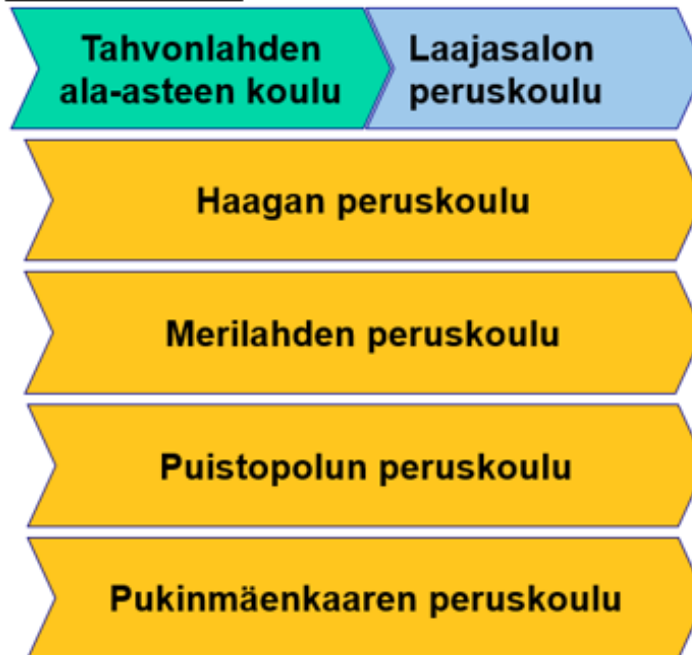 Tahvonlahden
ala-asteen koulu
Laajasalon
peruskoulu
Haagan peruskoulu
Merilahden peruskoulu
Puistopolun peruskoulu
Pukinmäenkaaren peruskoulu